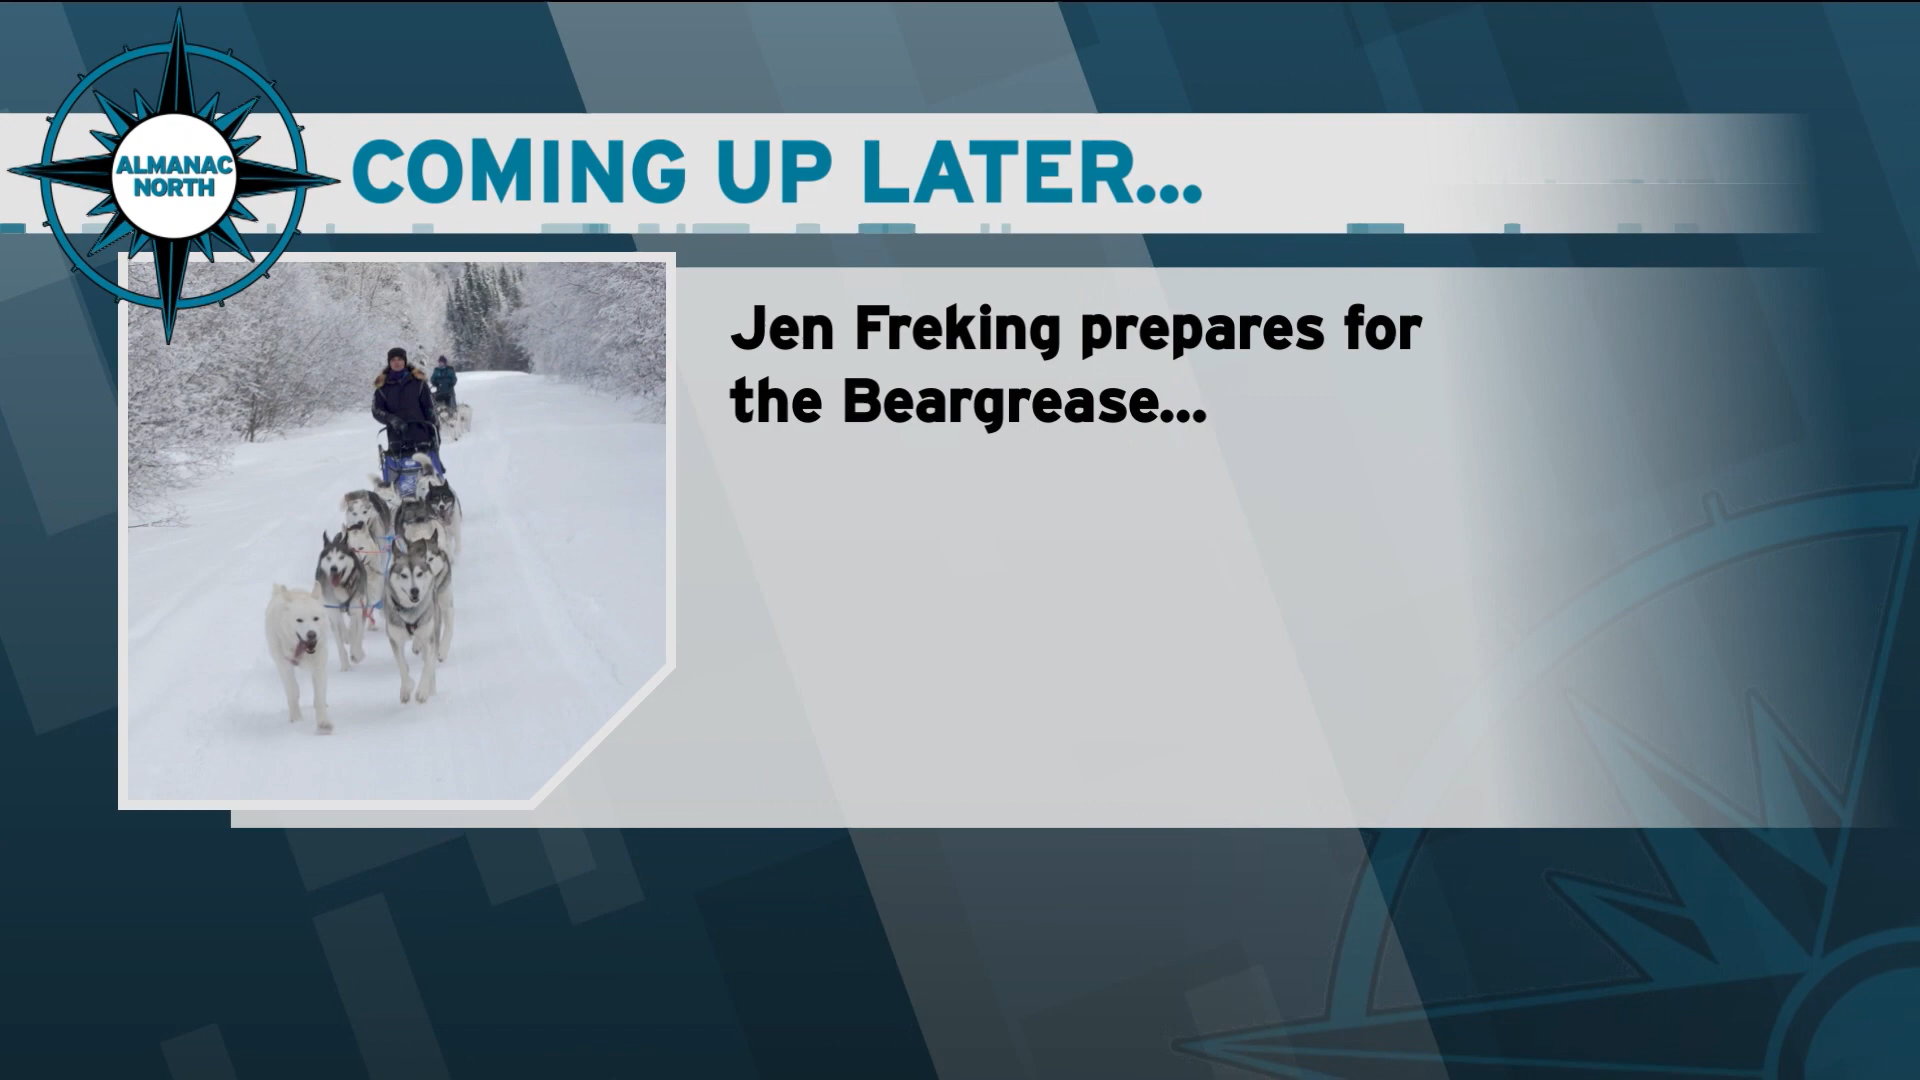 ALMANAC
NORTH
COMING UP LATER...
Jen Freking prepares for
the Beargrease...